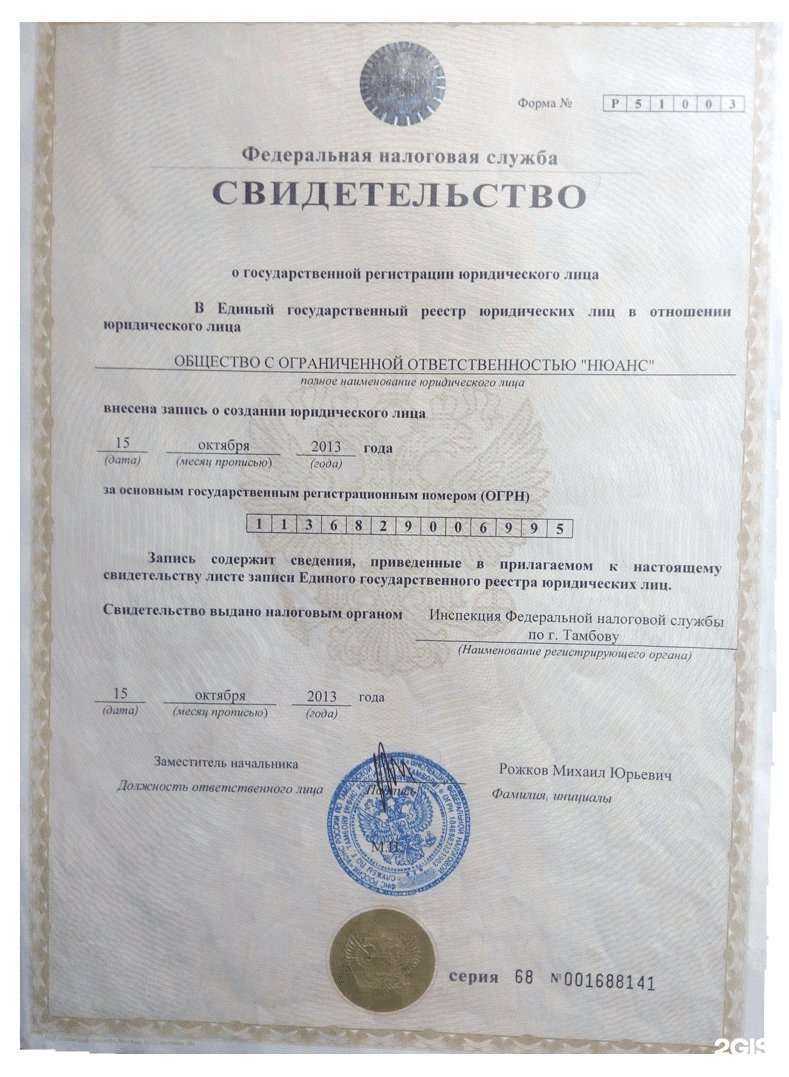 Форма № Р51003
Федеральная налоговая служба
СВИДЕТЕЛЬСТВО
о государственной регистрации юридического лица
В Единый государственный реестр юридических лиц в отношении
юридического лица
ОБЩЕСТВО С ОГРАНИЧЕННОЙ ОТВЕТСТВЕННОСТЬЮ "НЮАНС"
полное наименование юридического лица
внесена запись о создании юридического лица
15 октября 2013 года
(дата) (месяц прописью) (года)
за основным государственным регистрационным номером (ОГРН)
1136829006995
Запись содержит сведения, приведенные в прилагаемом к настоящему
свидетельству листе записи Единого государственного реестра юридических лиц.
Свидетельство выдано налоговым органом Инспекция Федеральной налоговой службы
по г. Тамбову
(Наименование регистрирующего органа)
15 октября 2013 года
(дата) (месяц прописью) (года)
Заместитель начальника Рожков Михаил Юрьевич
Должность ответственного лица Подпись Фамилия, инициалы
М.П.
серия 68 №001688141
2GIS